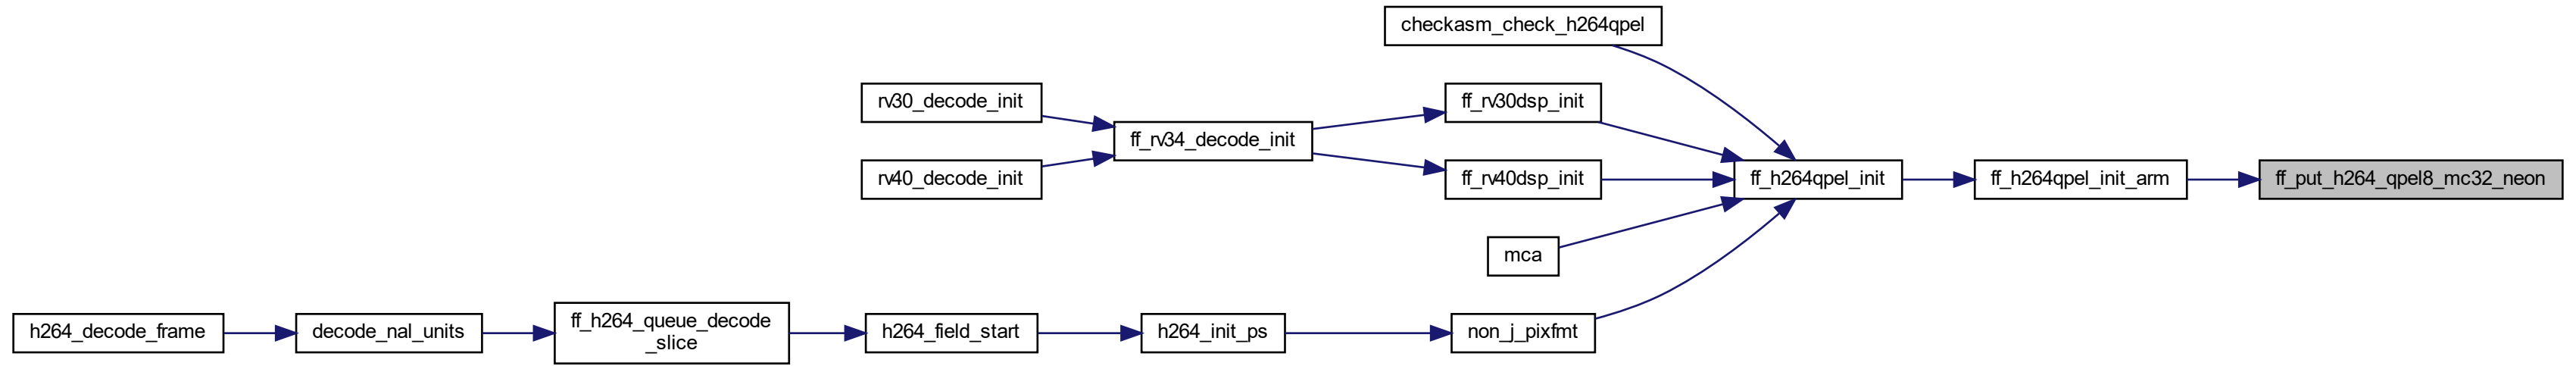 checkasm_check_h264qpel
rv30_decode_init
ff_rv30dsp_init
ff_rv34_decode_init
rv40_decode_init
ff_rv40dsp_init
ff_h264qpel_init
ff_h264qpel_init_arm
ff_put_h264_qpel8_mc32_neon
mca
h264_decode_frame
decode_nal_units
ff_h264_queue_decode
_slice
h264_field_start
h264_init_ps
non_j_pixfmt